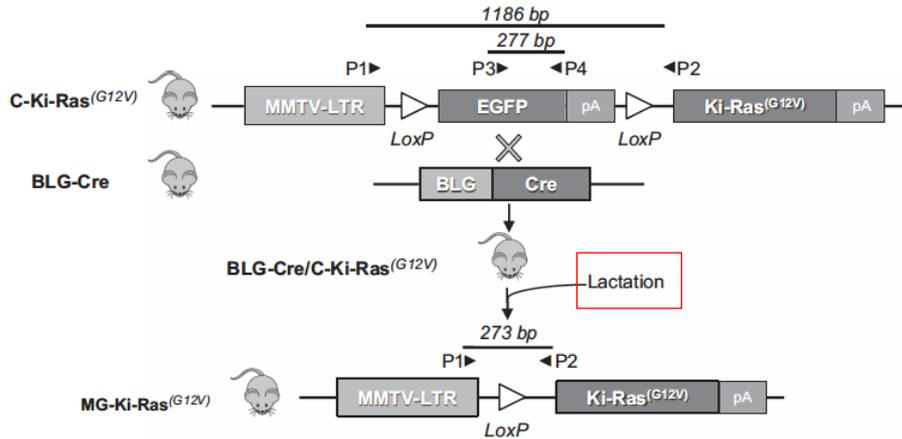 1186 bp
277 bp
P1 P3 P4 P2
C-Ki-Ras(G12V) MMTV-LTR EGFP pA Ki-Ras(G12V) pA
LoxP LoxP
BLG-Cre BLG Cre
BLG-Cre/C-Ki-Ras(G12V)
Lactation
273 bp
P1 P2
MG-Ki-Ras(G12V) MMTV-LTR Ki-Ras(G12V) pA
LoxP